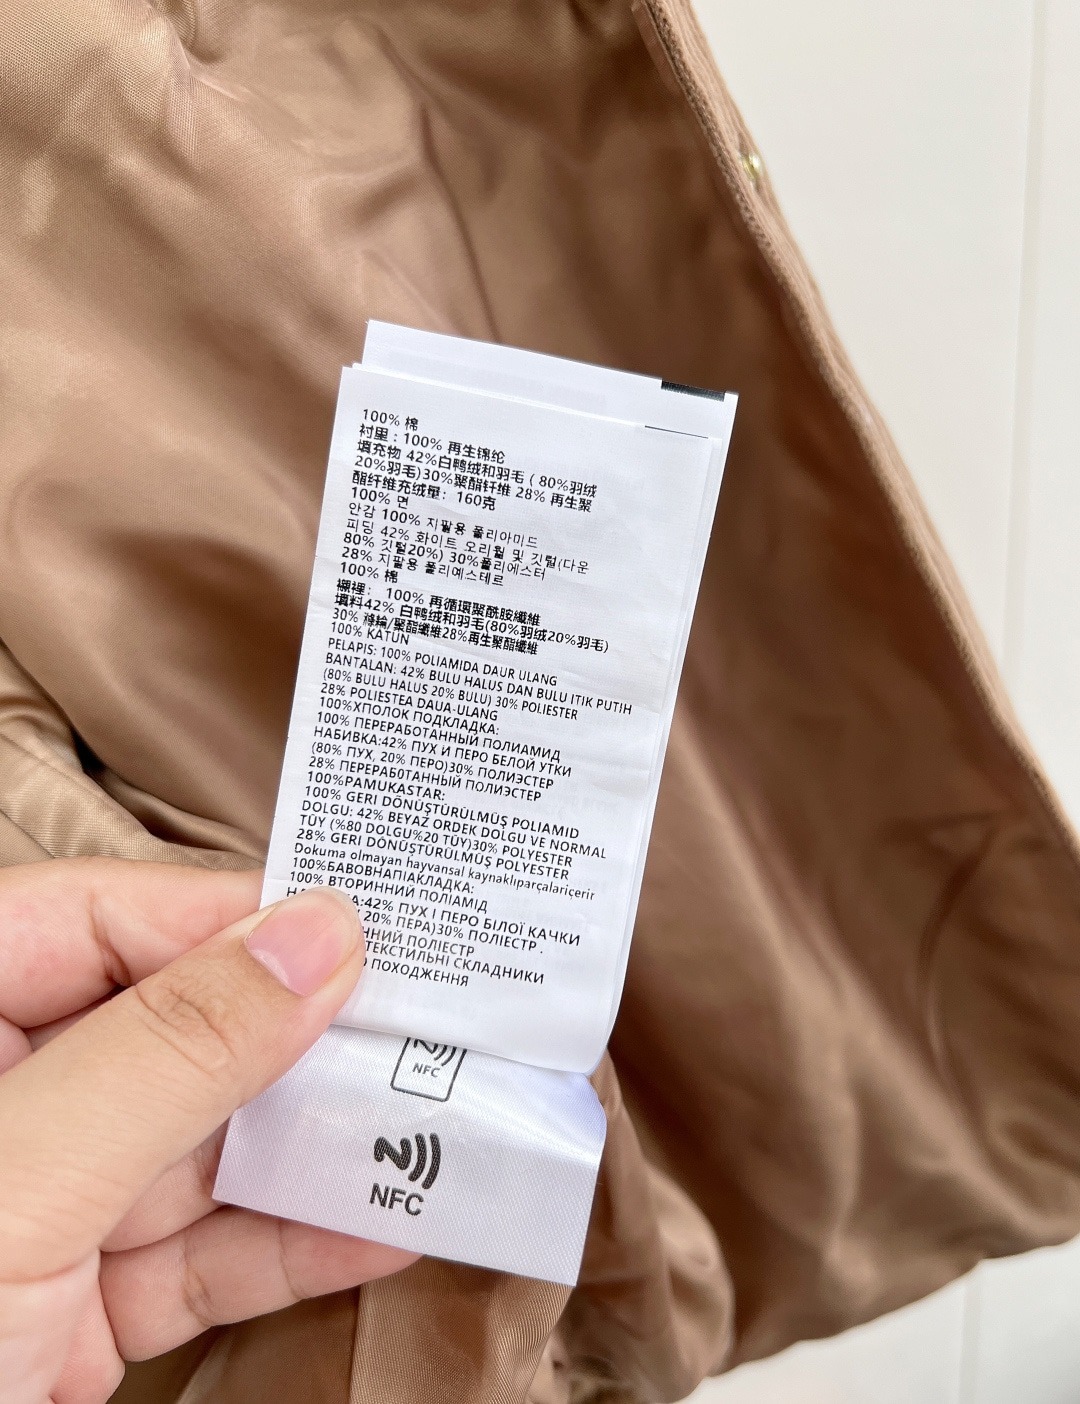 100% 棉
衬里：100% 再生锦纶
填充物 42%白鸭绒和羽毛 ( 80%羽绒
20%羽毛)30%聚酯钎维 28% 再生聚
酯纤维充绒量：160克
100% 면
안감 100% 지팔용 폴리아미드
피딩 42% 화이트 오리월 및 깃털(다운
80% 깃털20%) 30%폴리에스터
28% 지팔용 폴리예스테르
100% 棉
襯裡： 100% 再循環聚酰胺纖維
填料42% 白鸭绒和羽毛(80%羽绒20%羽毛)
30% 滌綸/聚酯纖維28%再生聚酯纖維
100% KATUN
PELAPIS: 100% POLIAMIDA DAUR ULANG
BANTALAN: 42% BULU HALUS DAN BULU ITIK PUTIH
(80% BULU HALUS 20% BULU) 30% POLIESTER
28% POLIESTEA DAUA-ULANG
100%ХПОЛОК ПОДКЛАДКА:
100% ПЕРЕРАБОТАННЫЙ ПОЛИАМИД
НАБИВКА:42% ПУХ И ПЕРО БЕЛОЙ УТКИ
(80% ПУХ, 20% ПЕРО)30% ПОЛИЭСТЕР
28% ПЕРЕРАБОТАННЫЙ ПОЛИЭСТЕР
100%PAMUKASTAR:
100% GERI DÖNÜŞTÜRÜLMÜŞ POLIAMID
DOLGU: 42% BEYAZ ORDEK DOLGU VE NORMAL
TÜY (%80 DOLGU%20 TÜY)30% POLYESTER
28% GERI DÖNÜŞTÜRÜLMÜŞ POLYESTER
Dokuma olmayan hayvansal kaynaklıparçalariçerir
100%БАВОВНАПІАКЛАДКА:
100% ВТОРИННИЙ ПОЛІАМІД
А:42% ПУХ І ПЕРО БІЛОЇ КАЧКИ
20% ПЕРА)30% ПОЛІЕСТР .
ННИЙ ПОЛІЕСТР
ТЕКСТИЛЬНІ СКЛАДНИКИ
О ПОХОДЖЕННЯ
NFC
NFC